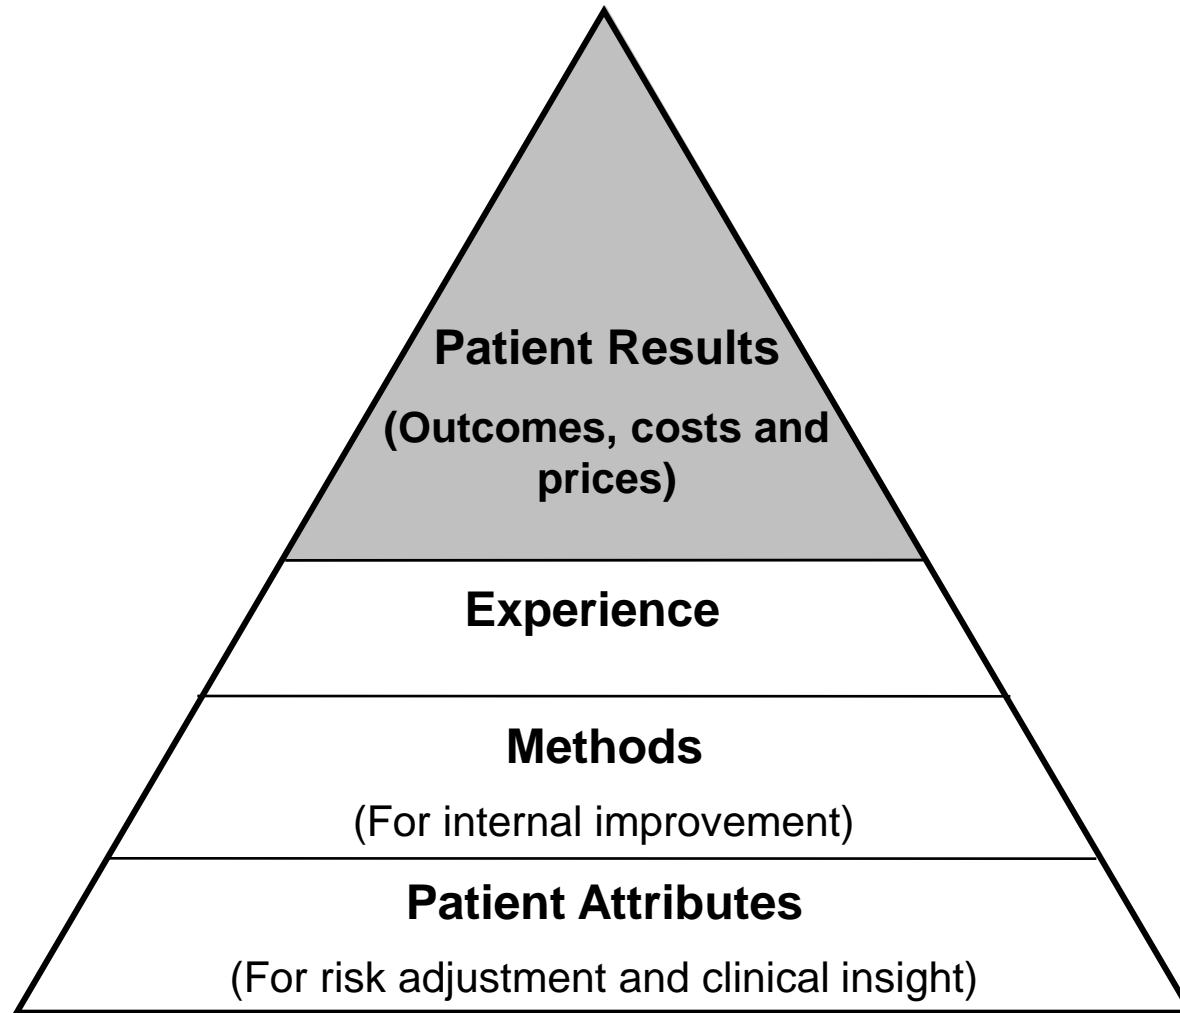 Patient Results
(Outcomes, costs and
prices)
Experience
Methods
(For internal improvement)
Patient Attributes
(For risk adjustment and clinical insight)